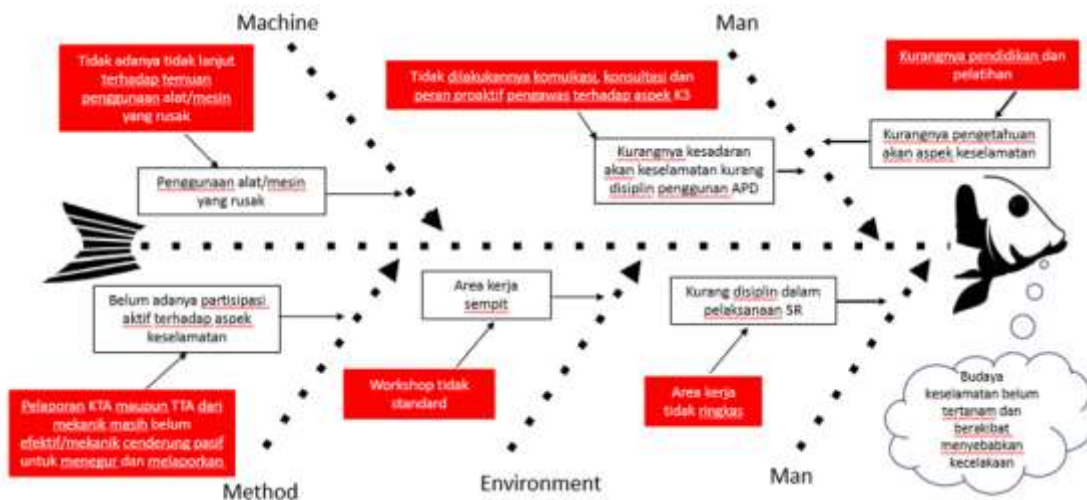 Machine
Man
Tidak adanya tidak lanjut
terhadap temuan
penggunaan alat/mesin
yang rusak
Tidak dilakukannya komuikasi, konsultasi dan
peran proaktif pengawas terhadap aspek K3
Kurangnya pendidikan dan
pelatihan
Penggunaan alat/mesin
yang rusak
Kurangnya kesadaran
akan keselamatan kurang
disiplin penggunan APD
Kurangnya pengetahuan
akan aspek keselamatan
Belum adanya partisipasi
aktif terhadap aspek
keselamatan
Area kerja
sempit
Kurang disiplin dalam
pelaksanaan 5R
Pelaporan KTA maupun TTA dari
mekanik masih belum
efektif/mekanik cenderung pasif
untuk menegur dan melaporkan
Workshop tidak
standard
Area kerja
tidak ringkas
Budaya
keselamatan belum
tertanam dan
berakibat
menyebabkan
kecelakaan
Method
Environment
Man